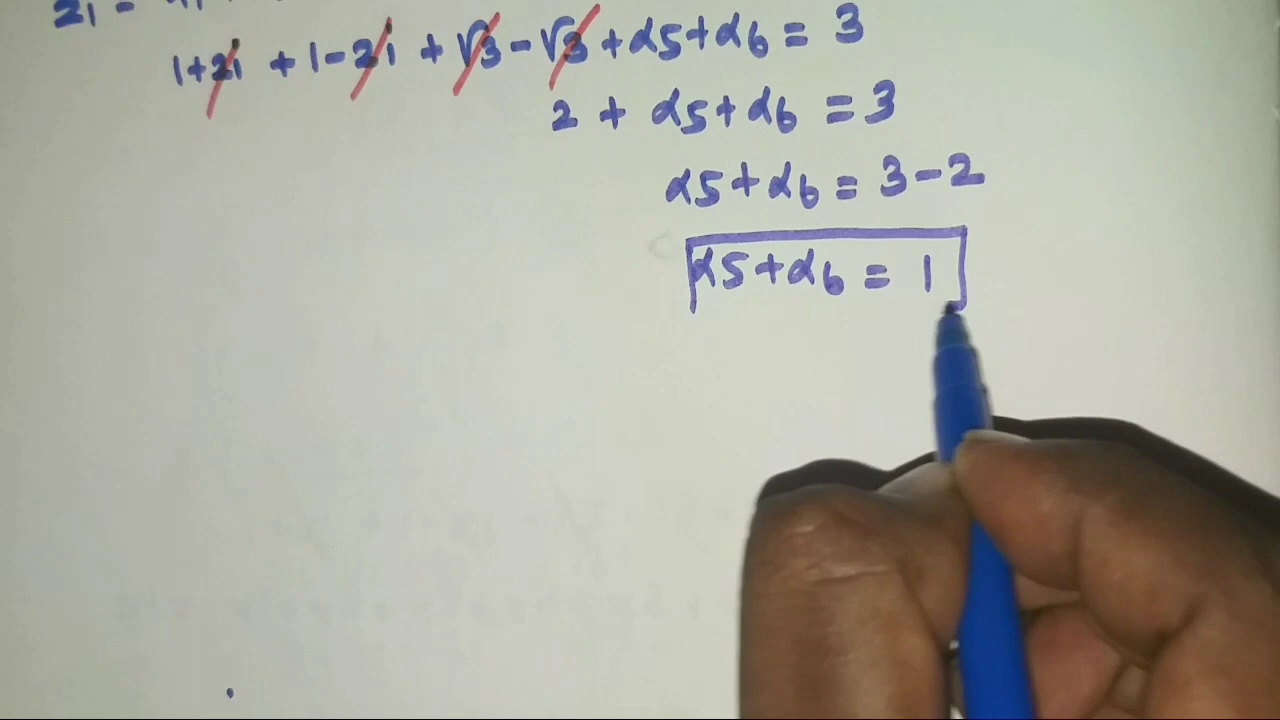 Σ1 =
1+2i + 1-2i + √3 - √3 + α5+α6 = 3
2 + α5+α6 = 3
α5+α6 = 3-2
α5+α6 = 1